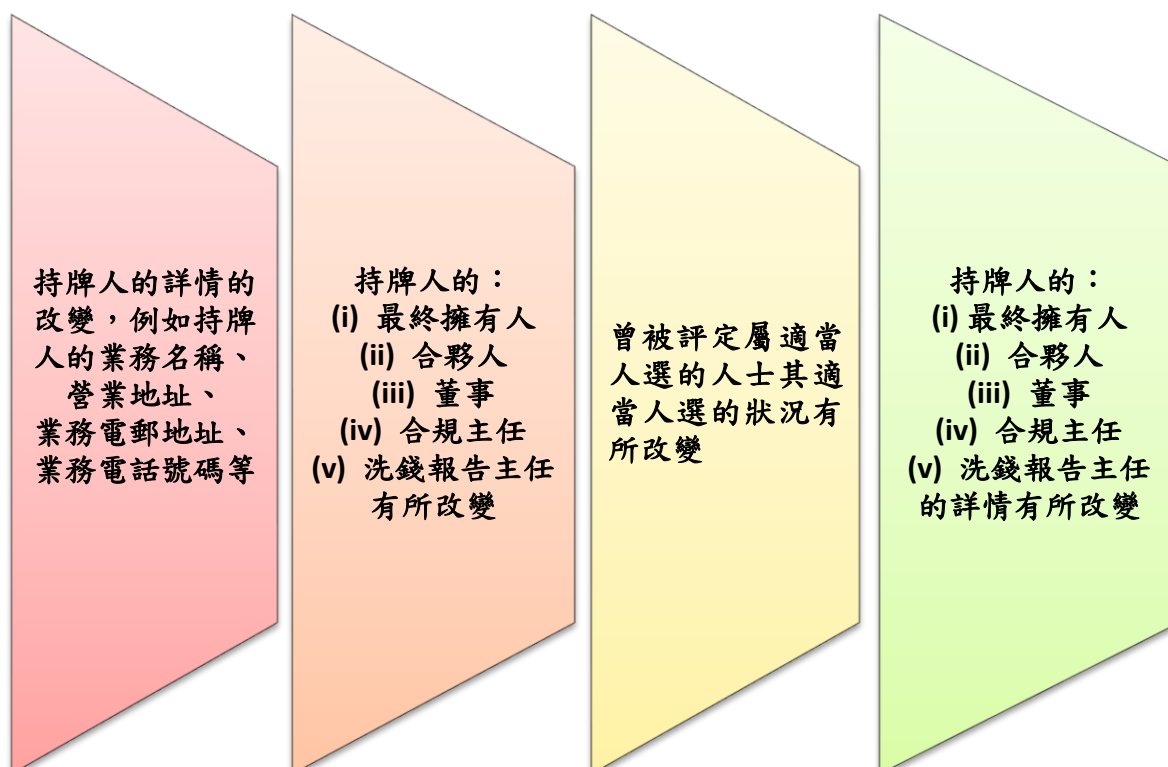 持牌人的詳情的
改變，例如持牌
人的業務名稱、
營業地址、
業務電郵地址、
業務電話號碼等
持牌人的：
(i) 最終擁有人
(ii) 合夥人
(iii) 董事
(iv) 合規主任
(v) 洗錢報告主任
有所改變
曾被評定屬適當
人選的人士其適
當人選的狀況有
所改變
持牌人的：
(i) 最終擁有人
(ii) 合夥人
(iii) 董事
(iv) 合規主任
(v) 洗錢報告主任
的詳情有所改變